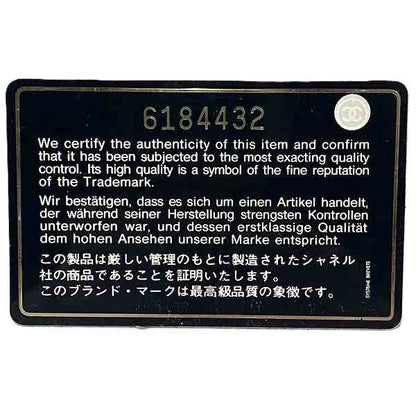 6184432
We certify the authenticity of this item and confirm
that it has been subjected to the most exacting quality
control. Its high quality is a symbol of the fine reputation
of the Trademark.
Wir bestätigen, dass es sich um einen Artikel handelt,
der während seiner Herstellung strengsten Kontrollen
unterworfen war, und dessen erstklassige Qualität
dem hohen Ansehen unserer Marke entspricht.
この製品は厳しい管理のもとに製造されたシャネル
社の商品であることを証明いたします。
このブランド・マークは最高級品質の象徴です。
SYSTEME BREVETE